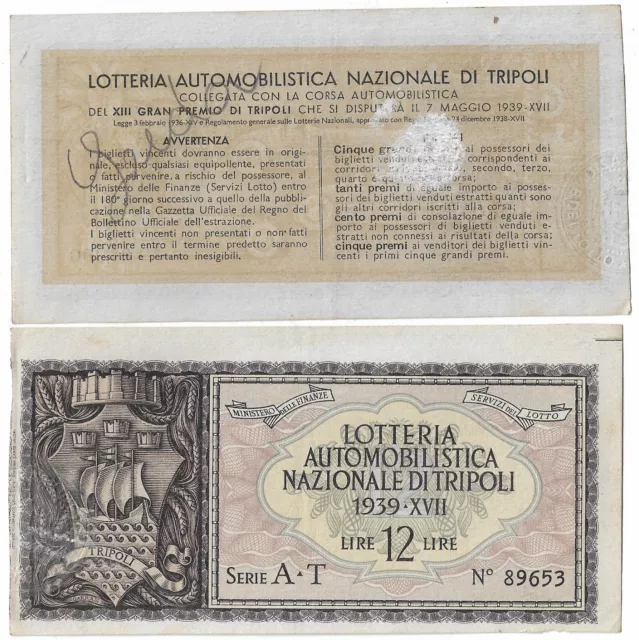 LOTTERIA AUTOMOBILISTICA NAZIONALE DI TRIPOLI
COLLEGATA CON LA CORSA AUTOMOBILISTICA
DEL XIII GRAN PREMIO DI TRIPOLI CHE SI DISPUT RÀ IL 7 MAGGIO 1939-XVII
Legge 3 febbraio 1936-XIV e Regolamento generale sulle Lotterie Nazionali, approvato con 28 dicembre 1938-XVII
AVVERTENZA
I biglietti vincenti dovranno essere in origi-
nale, escluso qualsiasi equipollente, presentati
o fatti pervenire, a rischio del possessore, al
Ministero delle Finanze (Servizi Lotto) entro
il 180° giorno successivo a quello della pubbli-
cazione nella Gazzetta Ufficiale del Regno del
Bollettino Ufficiale dell'estrazione.
I biglietti vincenti non presentati o non fatti
pervenire entro il termine predetto saranno
prescritti e pertanto inesigibili.
Cinque grandi ai possessori dei
biglietti venduti corrispondenti ai
corridori secondo, terzo,
quarto e corsa;
tanti premi di eguale importo ai posses-
sori dei biglietti venduti estratti quanti sono
gli altri corridori iscritti alla corsa;
cento premi di consolazione di eguale im-
porto ai possessori di biglietti venduti e-
stratti non connessi ai risultati della corsa;
cinque premi ai venditori dei biglietti vin-
centi i primi cinque grandi premi.
MINISTERO DELLE FINANZE
SERVIZI DEL LOTTO
LOTTERIA
AUTOMOBILISTICA
NAZIONALE DI TRIPOLI
1939·XVII
LIRE 12 LIRE
TRIPOLI
SERIE A·T
N° 89653